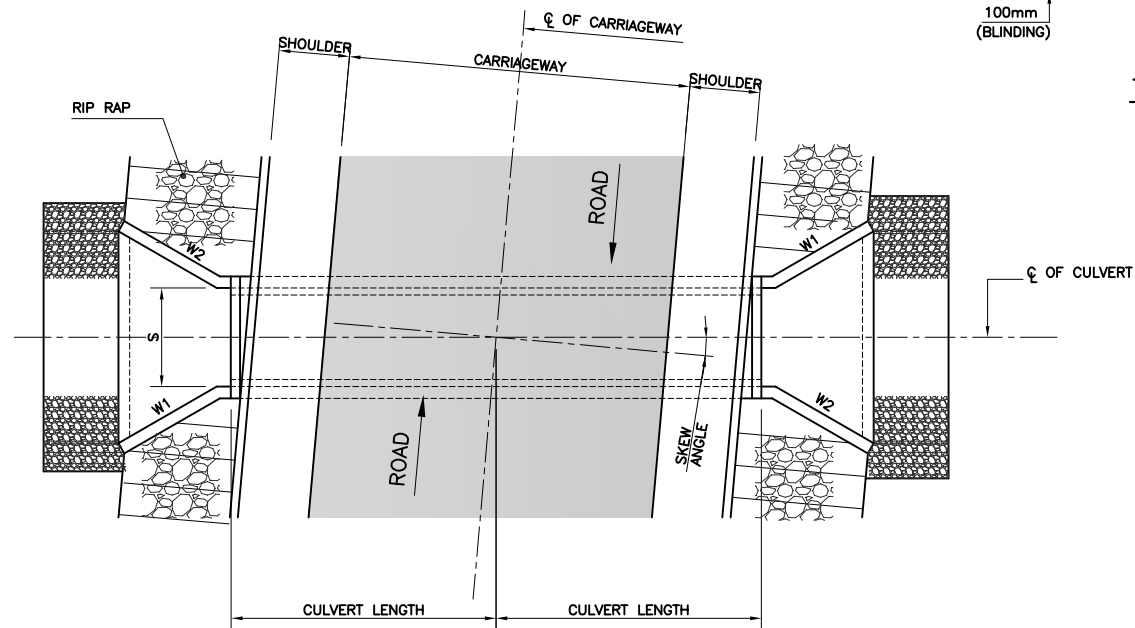 ℄ OF CARRIAGEWAY
100mm
(BLINDING)
SHOULDER
CARRIAGEWAY
SHOULDER
RIP RAP
ROAD
W2
W1
℄ OF CULVERT
S
W1
W2
ROAD
SKEW
ANGLE
CULVERT LENGTH
CULVERT LENGTH